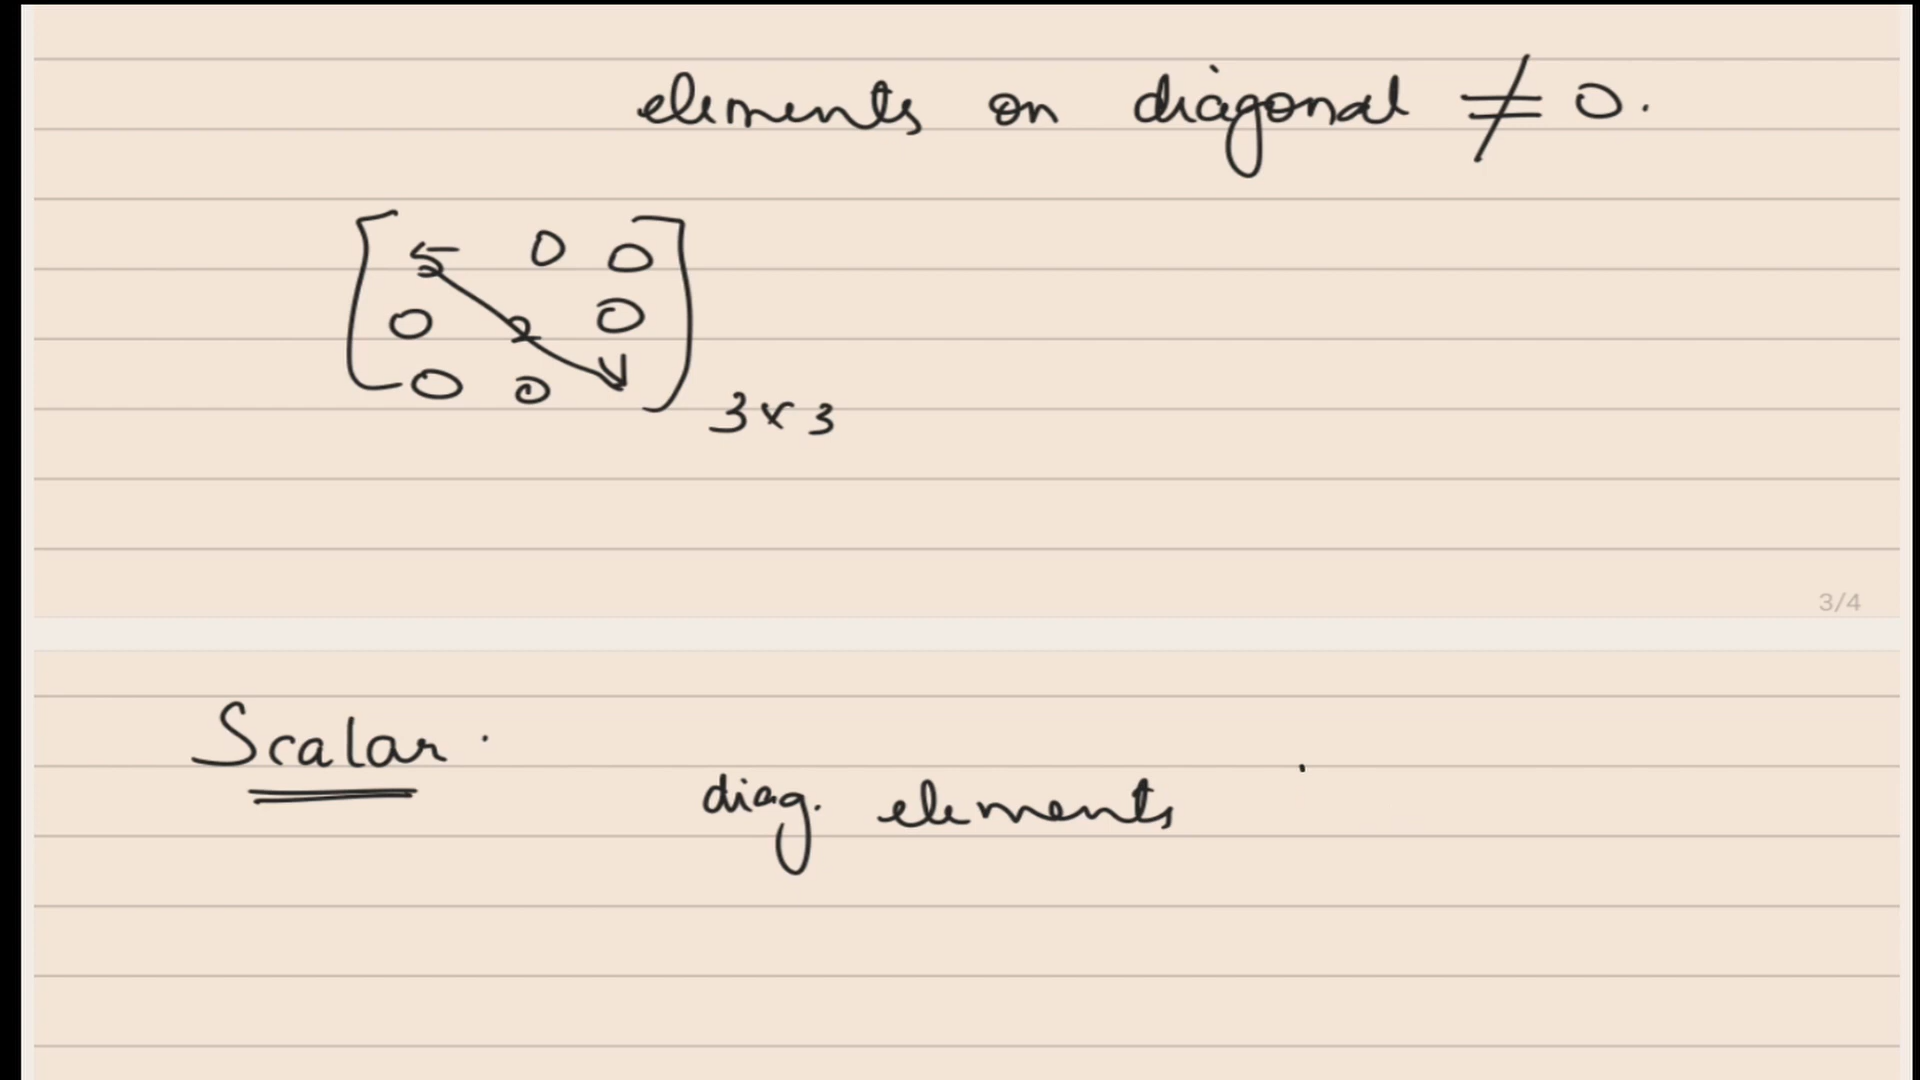 elements on diagonal ≠ 0.
5 0 0
0 2 0
0 0
3 x 3
3/4
Scalar
diag. elements